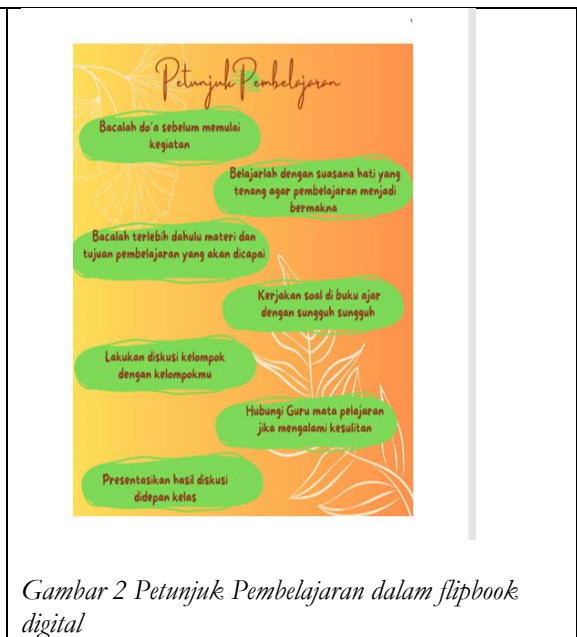 Petunjuk Pembelajaran
Bacalah do'a sebelum memulai
kegiatan
Belajarlah dengan suasana hati yang
tenang agar pembelajaran menjadi
bermakna
Bacalah terlebih dahulu materi dan
tujuan pembelajaran yang akan dicapai
Kerjakan soal di buku ajar
dengan sungguh sungguh
Lakukan diskusi kelompok
dengan kelompokmu
Hubungi Guru mata pelajaran
jika mengalami kesulitan
Presentasikan hasil diskusi
didepan kelas
Gambar 2 Petunjuk Pembelajaran dalam flipbook
digital